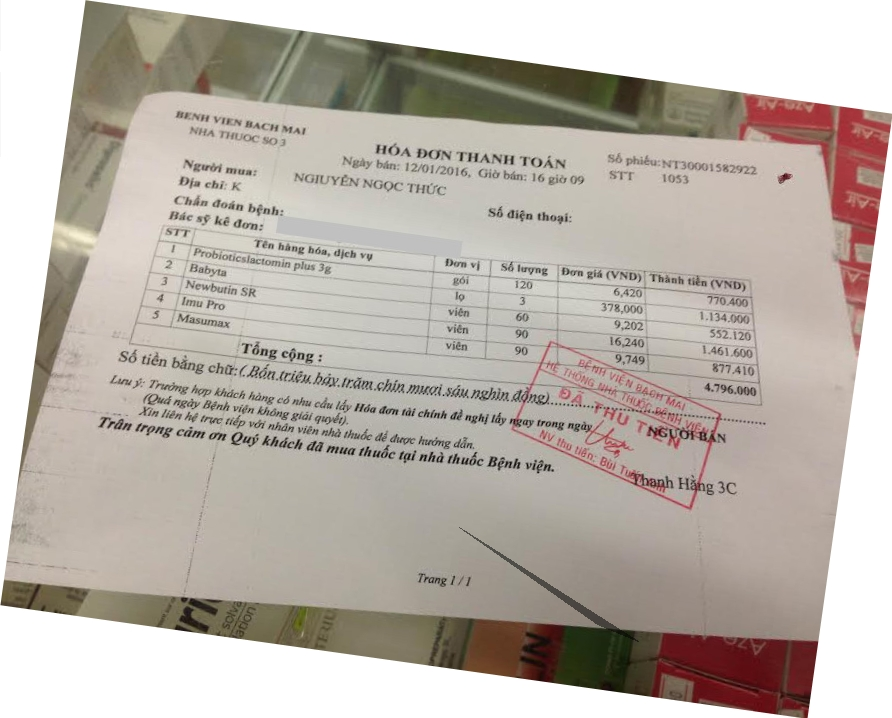 BENH VIEN BACH MAI
NHA THUOC SO 3
HÓA ĐƠN THANH TOÁN
Ngày bán: 12/01/2016, Giờ bán: 16 giờ 09
Số phiếu: NT30001582922
STT 1053
Người mua: NGIUYÊN NGỌC THỨC
Địa chỉ: K
Số điện thoại:
Chẩn đoán bệnh:
Bác sỹ kê đơn:
STT Tên hàng hóa, dịch vụ Đơn vị Số lượng Đơn giá (VND) Thành tiền (VND)
1 Probioticslactomin plus 3g gói 120 6,420 770.400
2 Babyta lọ 3 378,000 1.134.000
3 Newbutin SR viên 60 9,202 552.120
4 Imu Pro viên 90 16,240 1.461.600
5 Masumax viên 90 9,749 877.410
Tổng cộng : 4.796.000
Số tiền bằng chữ: ( Bốn triệu bảy trăm chín mươi sáu nghìn đồng)
Lưu ý: Trường hợp khách hàng có nhu cầu lấy Hóa đơn tài chính đề nghị lấy ngay trong ngày
(Quá ngày Bệnh viện không giải quyết).
Xin liên hệ trực tiếp với nhân viên nhà thuốc để được hướng dẫn.
Trân trọng cảm ơn Quý khách đã mua thuốc tại nhà thuốc Bệnh viện.
BỆNH VIỆN BẠCH MAI
HỆ THỐNG NHÀ THUỐC BỆNH VIỆN
ĐÃ THU TIỀN
NV thu tiền: Bùi
NGƯỜI BÁN
Thanh Hằng 3C
Trang 1 / 1